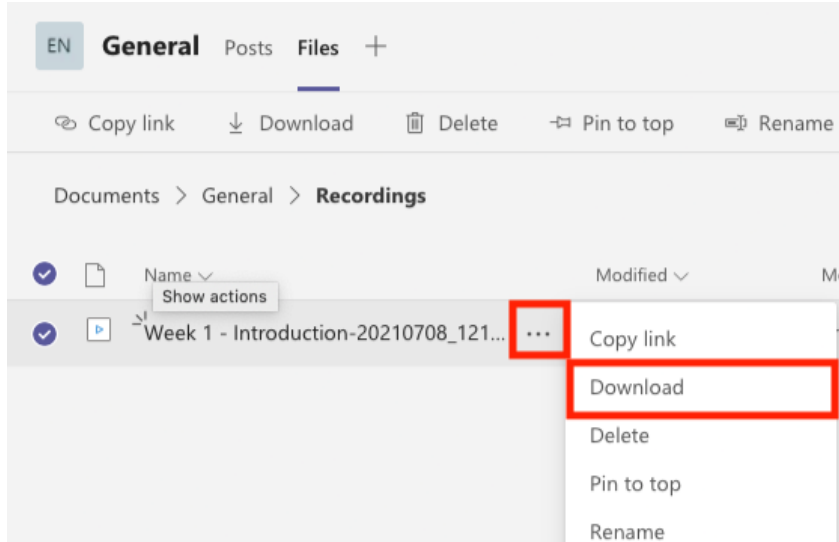 EN General Posts Files
Copy link Download Delete Pin to top Rename
Documents > General > Recordings
Name Modified
Show actions
Week 1 - Introduction-20210708_121... ...
Copy link
Download
Delete
Pin to top
Rename